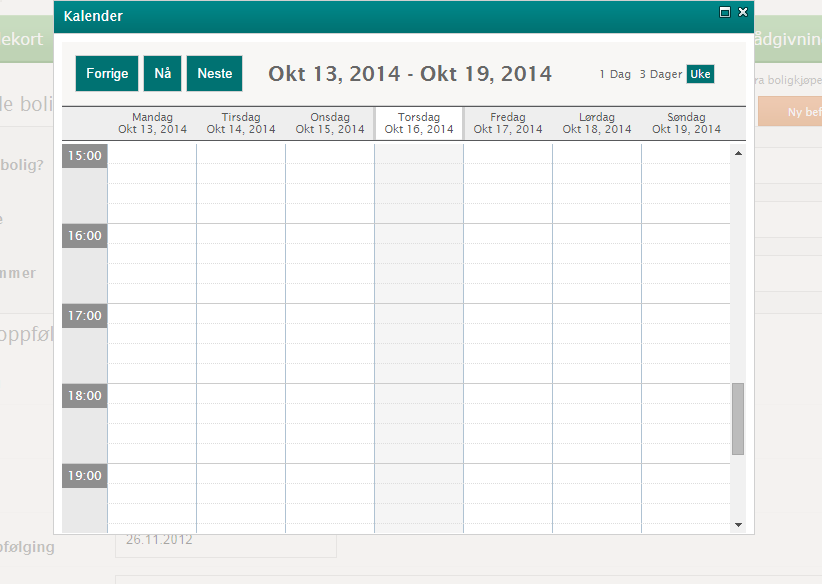 Kalender
Forrige Nå Neste Okt 13, 2014 - Okt 19, 2014 1 Dag 3 Dager Uke
Mandag Tirsdag Onsdag Torsdag Fredag Lørdag Søndag
Okt 13, 2014 Okt 14, 2014 Okt 15, 2014 Okt 16, 2014 Okt 17, 2014 Okt 18, 2014 Okt 19, 2014
15:00
16:00
17:00
18:00
19:00
ekort
ådgivnin
ra boligkjøpe
de boli
Ny bef
bolig?
mmer
oppføl
26.11.2012
ofølging